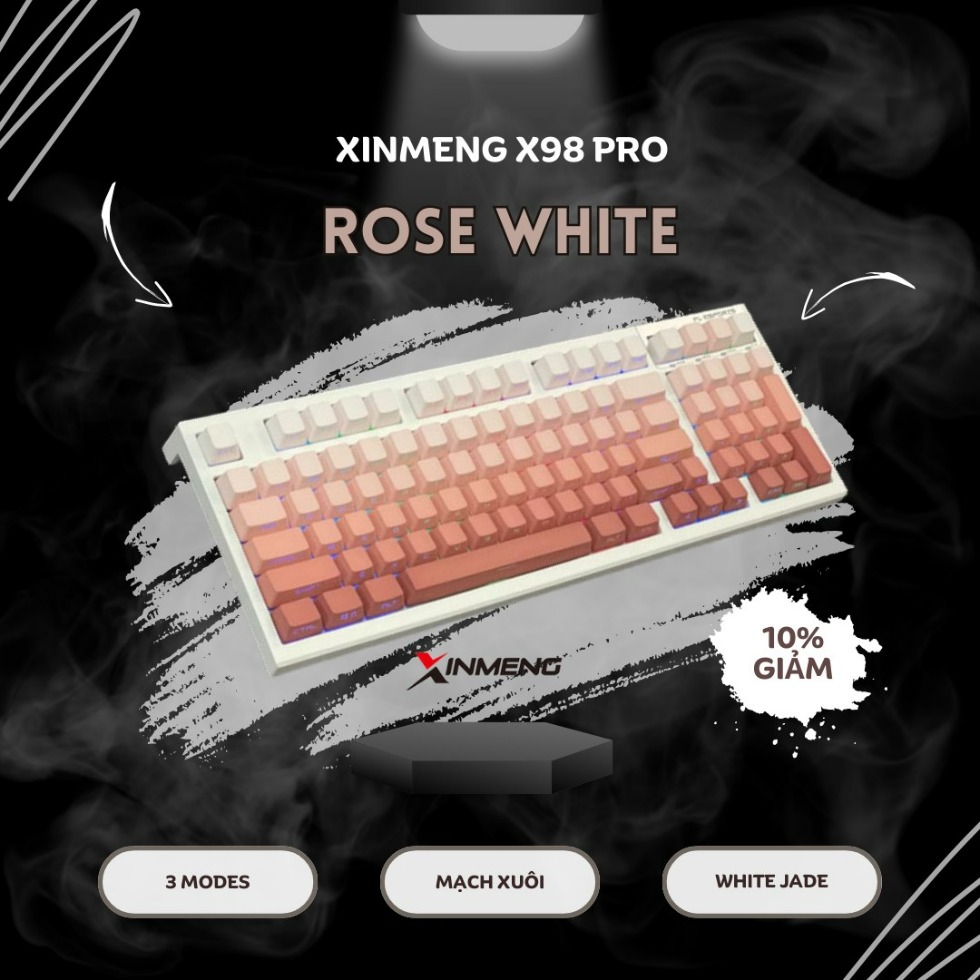 XINMENG X98 PRO
ROSE WHITE
XINMENG
10%
GIẢM
3 MODES
MẠCH XUÔI
WHITE JADE